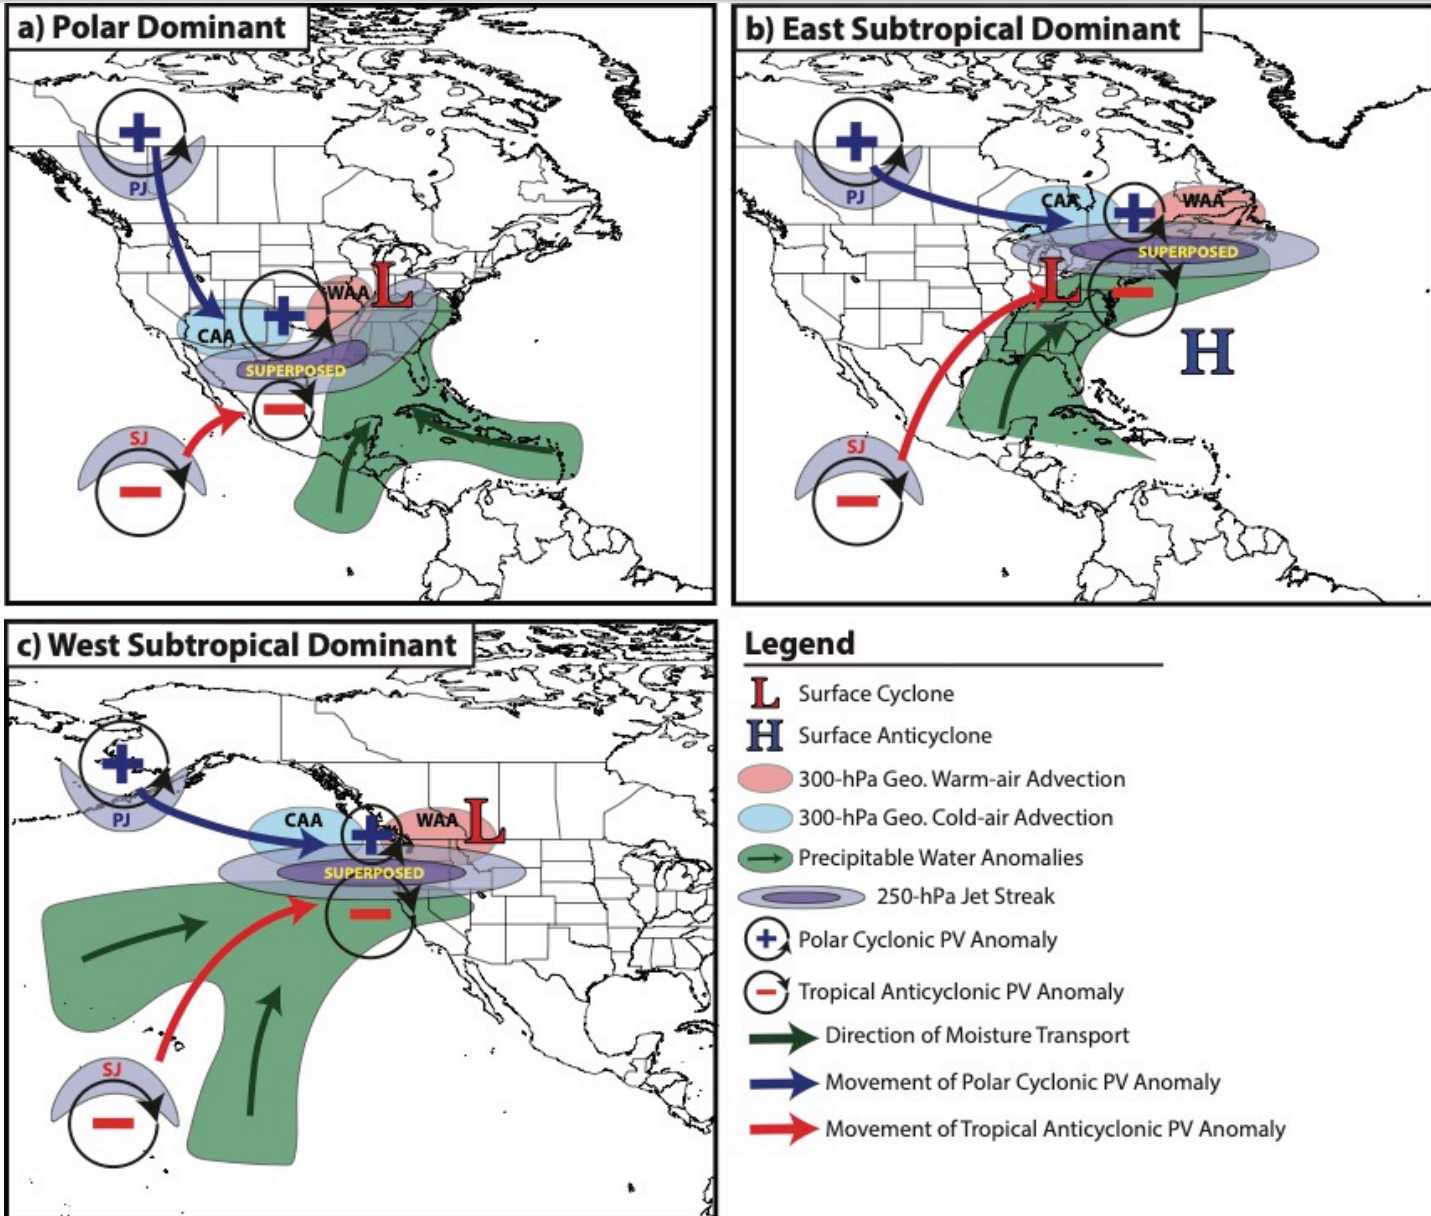 a) Polar Dominant
+
PJ
CAA
+
WAA
L
SUPERPOSED
−
SJ
−
b) East Subtropical Dominant
+
PJ
CAA
+
WAA
SUPERPOSED
L
−
H
SJ
−
c) West Subtropical Dominant
+
PJ
CAA
+
WAA
L
SUPERPOSED
−
SJ
−
Legend
L Surface Cyclone
H Surface Anticyclone
300-hPa Geo. Warm-air Advection
300-hPa Geo. Cold-air Advection
Precipitable Water Anomalies
250-hPa Jet Streak
+ Polar Cyclonic PV Anomaly
− Tropical Anticyclonic PV Anomaly
Direction of Moisture Transport
Movement of Polar Cyclonic PV Anomaly
Movement of Tropical Anticyclonic PV Anomaly